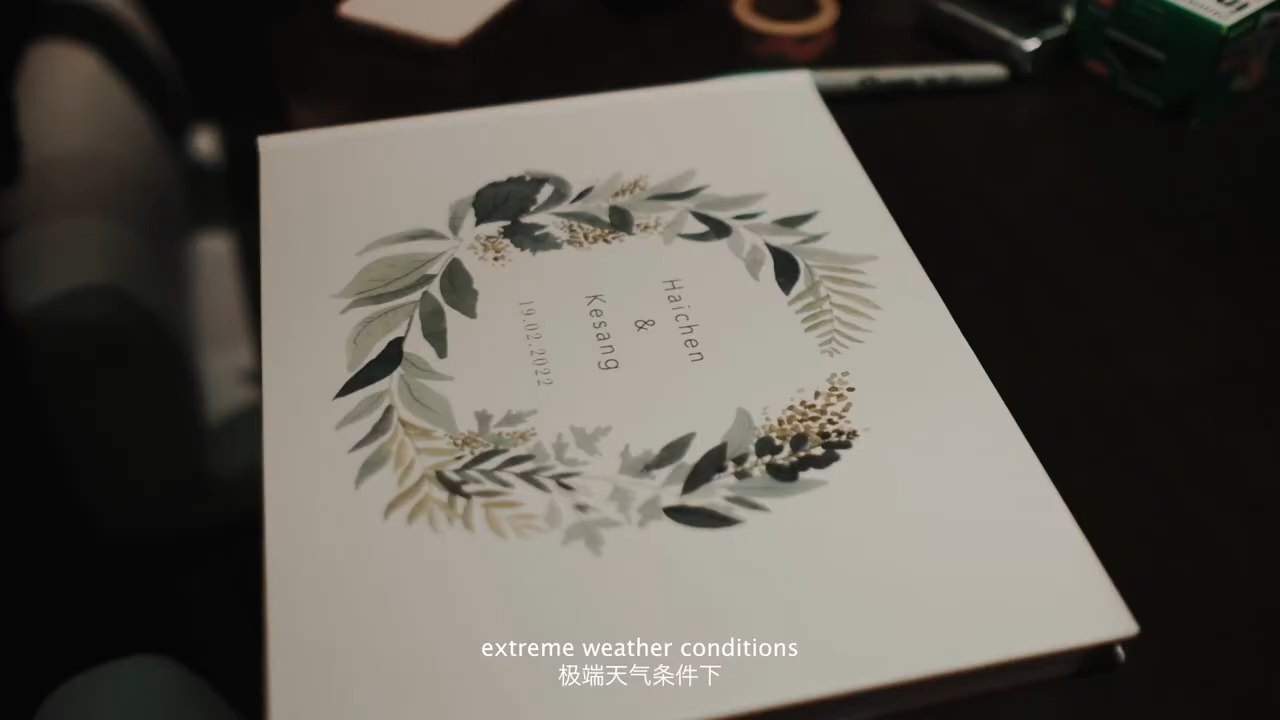 Haichen
&
Kesang
19.02.2022
extreme weather conditions
极端天气条件下